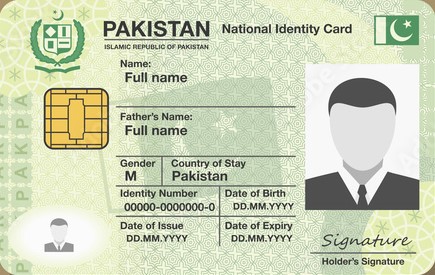 PAKISTAN National Identity Card
ISLAMIC REPUBLIC OF PAKISTAN
Name:
Full name
Father's Name:
Full name
Gender Country of Stay
M Pakistan
Identity Number Date of Birth
00000-0000000-0 DD.MM.YYYY
Date of Issue Date of Expiry
DD.MM.YYYY DD.MM.YYYY
Signature
Holder's Signature